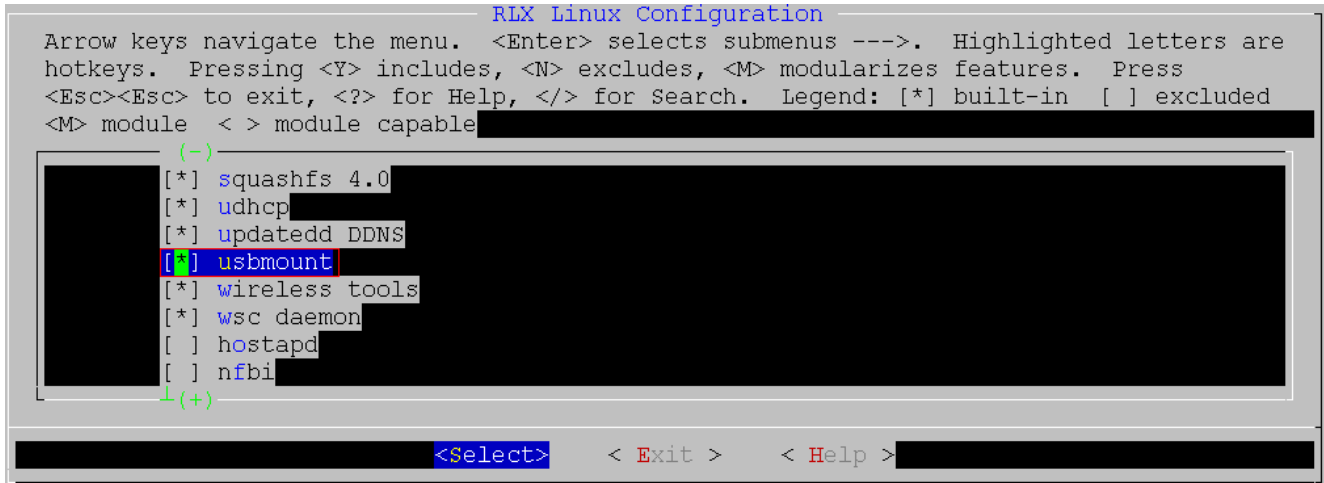 RLX Linux Configuration
Arrow keys navigate the menu.  <Enter> selects submenus --->.  Highlighted letters are
hotkeys.  Pressing <Y> includes, <N> excludes, <M> modularizes features.  Press
<Esc><Esc> to exit, <?> for Help, </> for Search.  Legend: [*] built-in  [ ] excluded
<M> module  < > module capable
(-)
[*] squashfs 4.0
[*] udhcp
[*] updatedd DDNS
[*] usbmount
[*] wireless tools
[*] wsc daemon
[ ] hostapd
[ ] nfbi
(+)
<Select>    < Exit >    < Help >